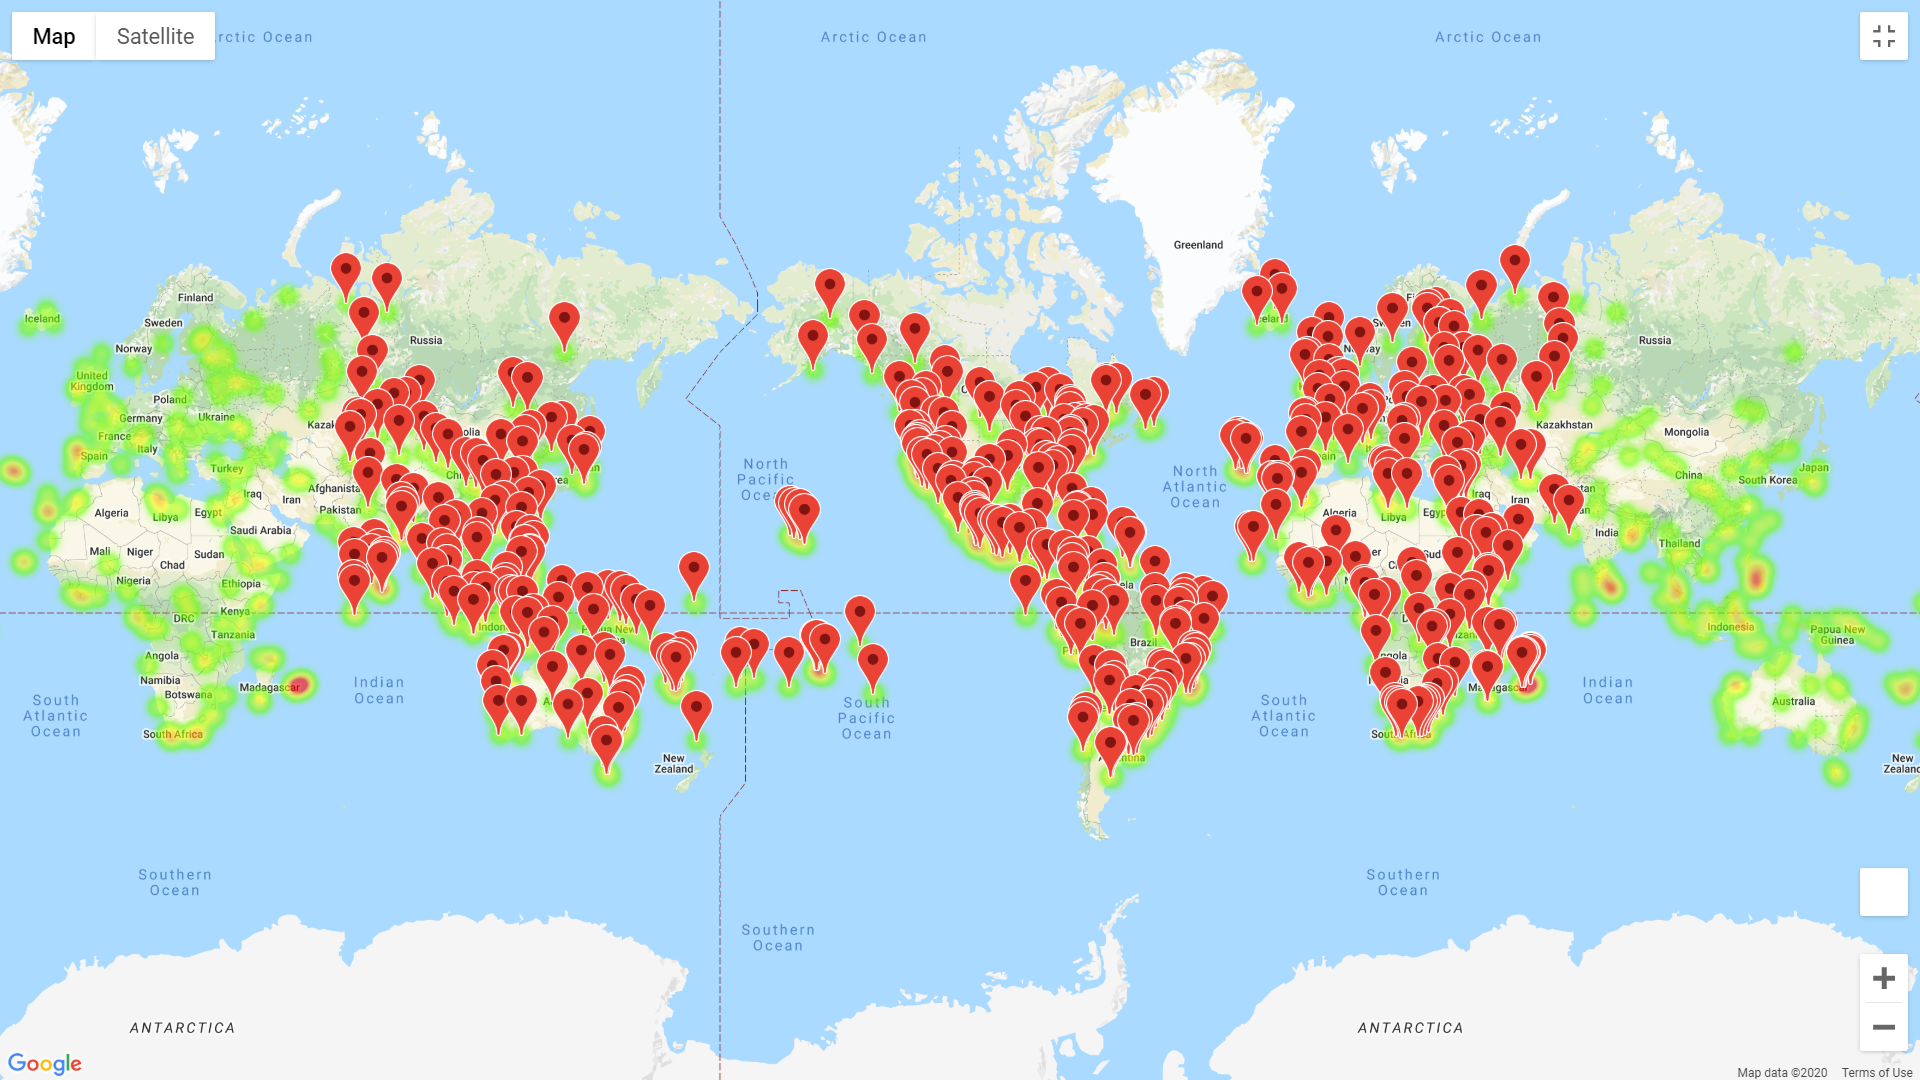 Map
Satellite
Arctic Ocean
Arctic Ocean
Greenland
Iceland
Finland
Sweden
Norway
Russia
United
Kingdom
Poland
Germany
Ukraine
France
Italy
Spain
Turkey
Iraq
Iran
Afghanista
Pakistan
Algeria
Libya
Egypt
Saudi Arabia
Mali
Niger
Sudan
Chad
Nigeria
Ethiopia
DRC
Kenya
Tanzania
Angola
Namibia
Botswana
Madagascar
South Africa
South
Atlantic
Ocean
Indian
Ocean
North
Pacific
South
Pacific
Ocean
New
Zealand
North
Atlantic
Ocean
Brazil
South
Atlantic
Ocean
Russia
Kazakhstan
Mongolia
China
Japan
South Korea
Iraq
Iran
India
Thailand
Algeria
Libya
Indonesia
Papua New
Guinea
Australia
Indian
Ocean
New
Zealand
Southern
Ocean
Southern
Ocean
Southern
Ocean
ANTARCTICA
ANTARCTICA
Google
Map data ©2020
Terms of Use